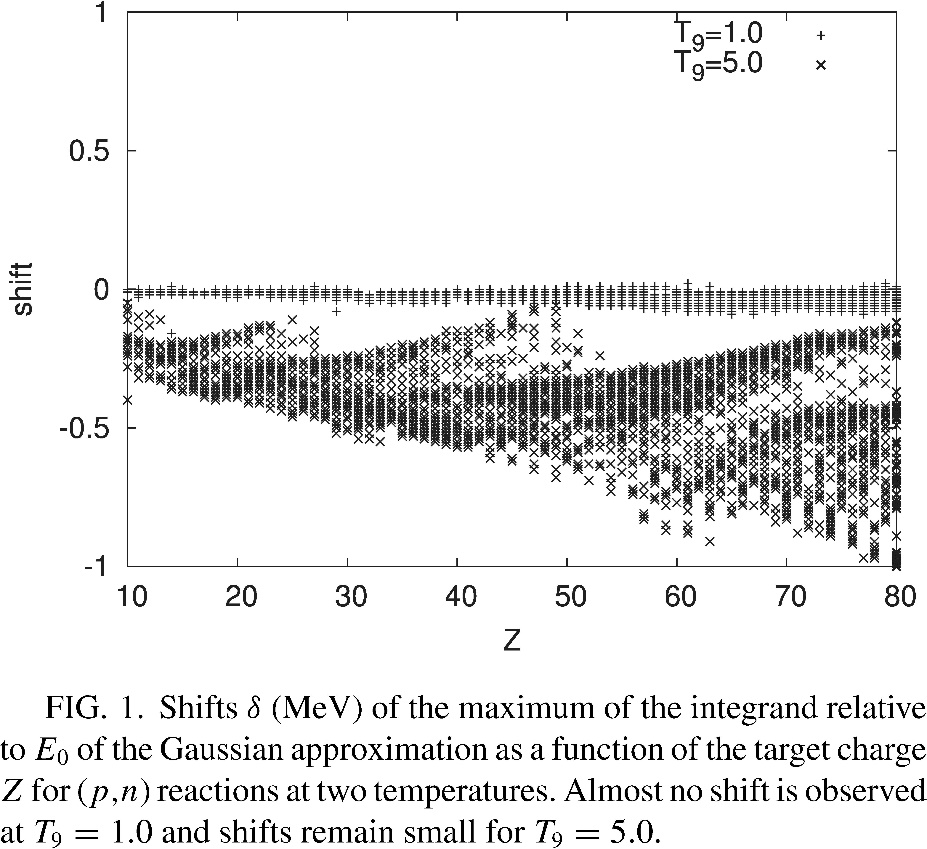 1
T9=1.0
T9=5.0
0.5
0
shift
-0.5
-1
10 20 30 40 50 60 70 80
Z
FIG. 1. Shifts δ (MeV) of the maximum of the integrand relative
to E0 of the Gaussian approximation as a function of the target charge
Z for (p,n) reactions at two temperatures. Almost no shift is observed
at T9 = 1.0 and shifts remain small for T9 = 5.0.